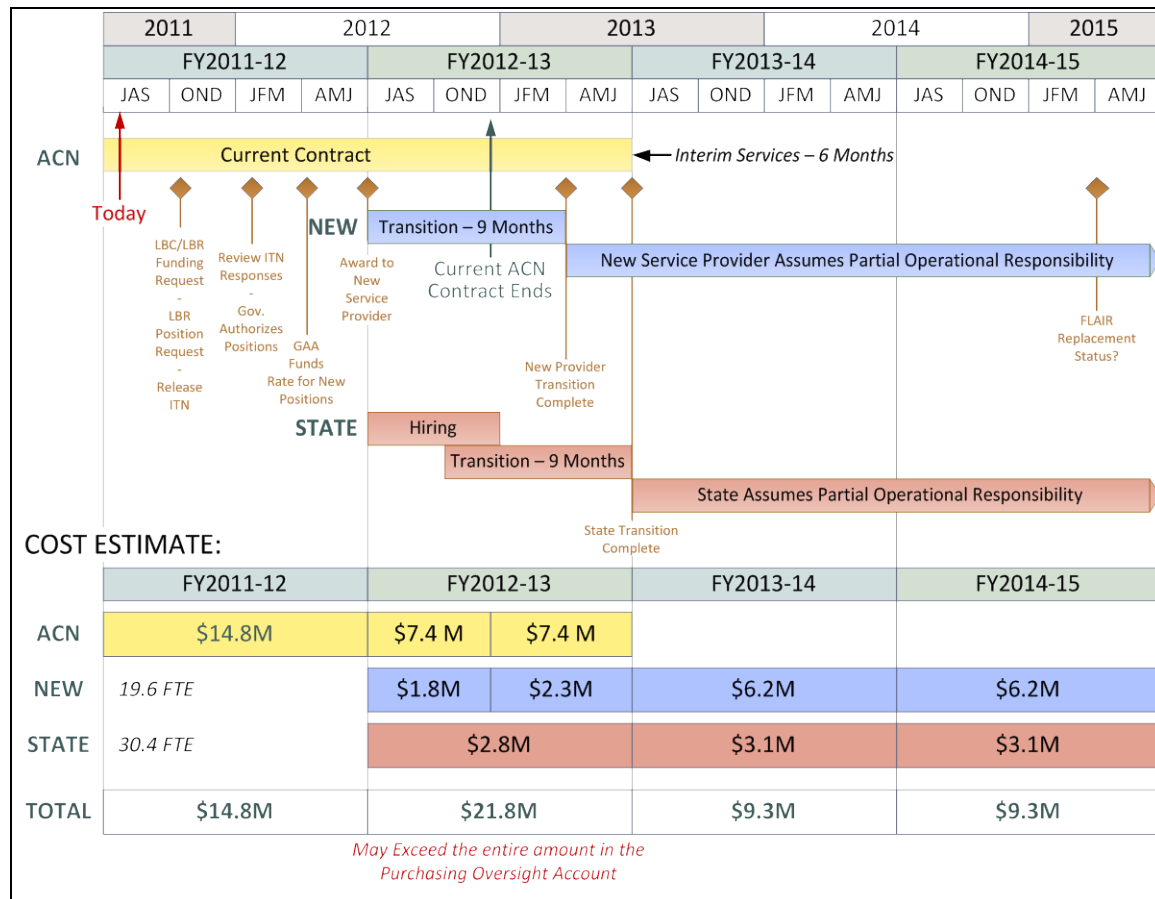 2011 2012 2013 2014 2015
FY2011-12 FY2012-13 FY2013-14 FY2014-15
JAS OND JFM AMJ JAS OND JFM AMJ JAS OND JFM AMJ JAS OND JFM AMJ
ACN
Current Contract
Interim Services – 6 Months
Today
NEW
Transition – 9 Months
New Service Provider Assumes Partial Operational Responsibility
Current ACN
Contract Ends
LBC/LBR
Funding
Request
-
LBR
Position
Request
-
Release
ITN
Review ITN
Responses
-
Gov.
Authorizes
Positions
GAA
Funds
Rate for New
Positions
Award to
New
Service
Provider
New Provider
Transition
Complete
FLAIR
Replacement
Status?
STATE
Hiring
Transition – 9 Months
State Assumes Partial Operational Responsibility
State Transition
Complete
COST ESTIMATE:
FY2011-12 FY2012-13 FY2013-14 FY2014-15
ACN $14.8M $7.4 M $7.4 M
NEW 19.6 FTE $1.8M $2.3M $6.2M $6.2M
STATE 30.4 FTE $2.8M $3.1M $3.1M
TOTAL $14.8M $21.8M $9.3M $9.3M
May Exceed the entire amount in the
Purchasing Oversight Account